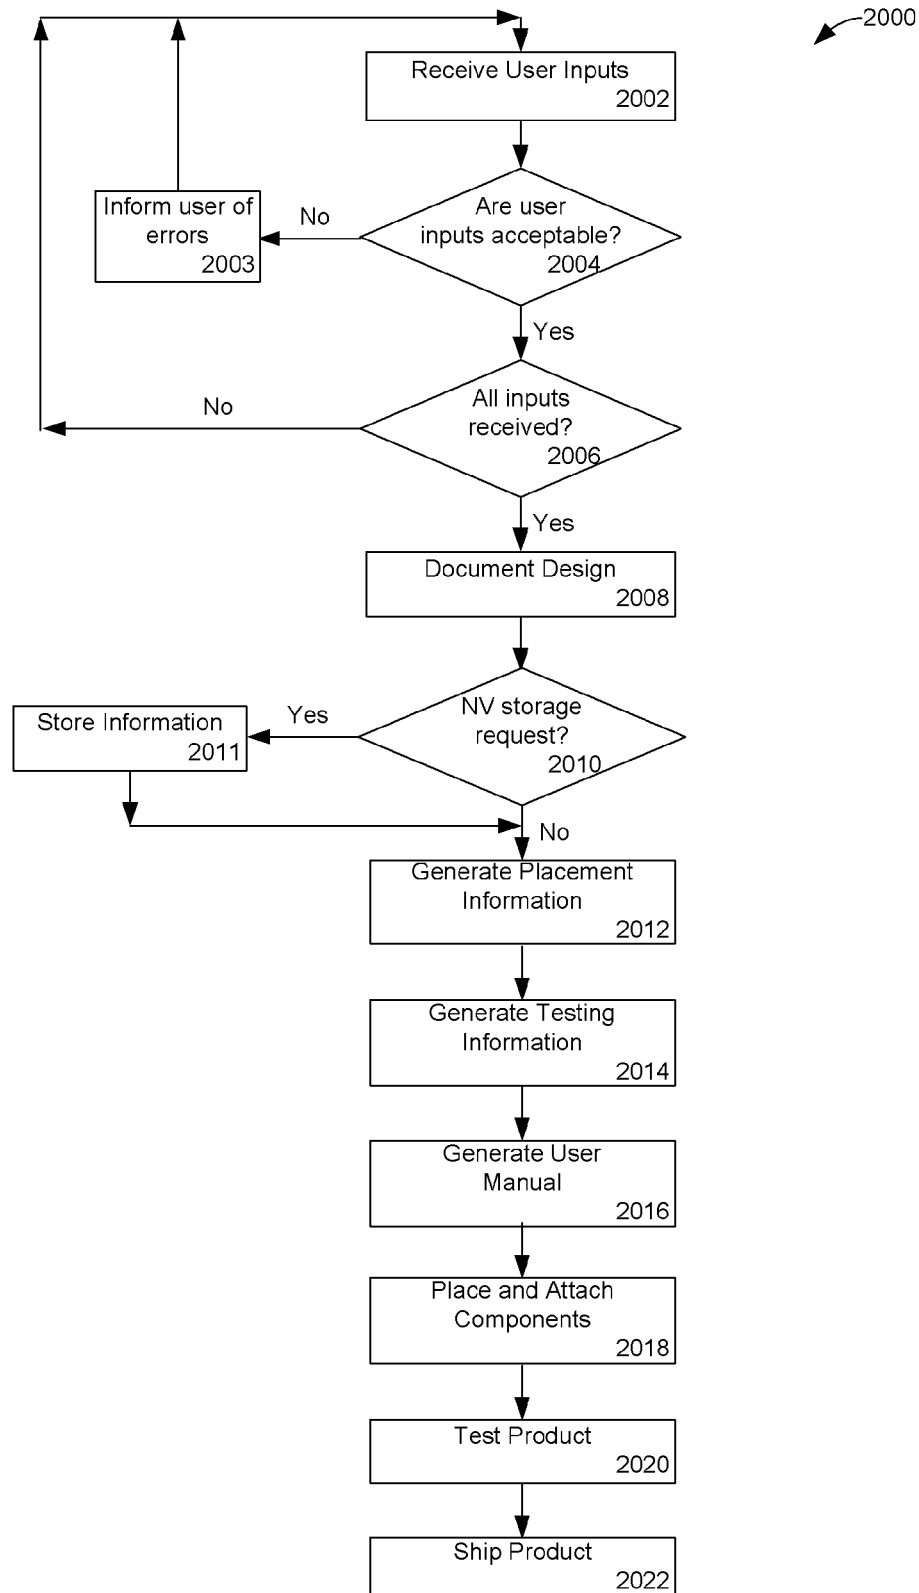 2000
Receive User Inputs
2002
Are user
inputs acceptable?
2004
No
Inform user of
errors
2003
Yes
All inputs
received?
2006
No
Yes
Document Design
2008
NV storage
request?
2010
Yes
Store Information
2011
No
Generate Placement
Information
2012
Generate Testing
Information
2014
Generate User
Manual
2016
Place and Attach
Components
2018
Test Product
2020
Ship Product
2022